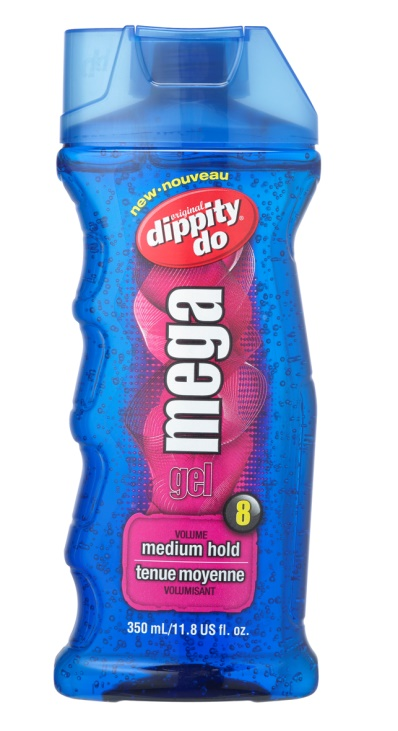 new•nouveau
original
dippity®
do
mega
gel
8
VOLUME
medium hold
tenue moyenne
VOLUMISANT
350 mL/11.8 US fl. oz.